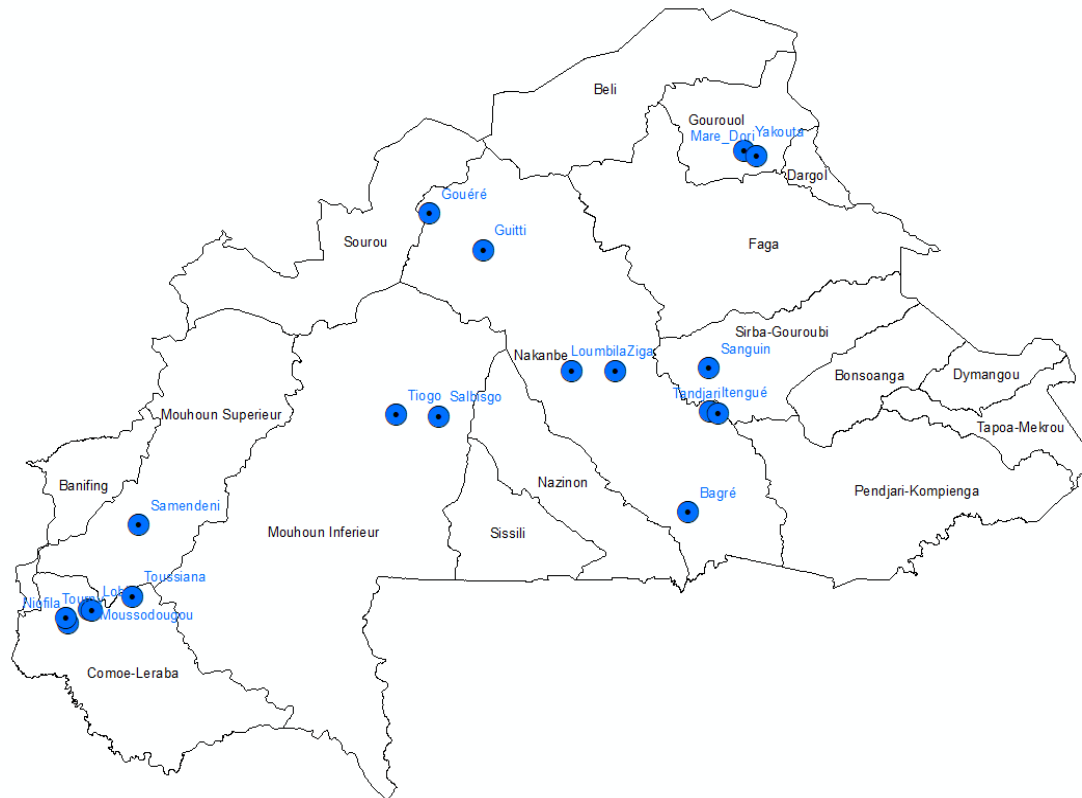 Beli
Gourouol
Mare_Dori
Yakouta
Dargol
Gouéré
Sourou
Guitti
Faga
Sirba-Gouroubi
Nakanbe
Loumbila
Ziga
Sanguin
Bonsoanga
Dymangou
Tiogo
Salbisgo
Tandjari
Itengué
Mouhoun Superieur
Tapoa-Mekrou
Banifing
Nazinon
Bagré
Pendjari-Kompienga
Samendeni
Mouhoun Inferieur
Sissili
Toussiana
Niofila
Moussodougou
Comoe-Leraba